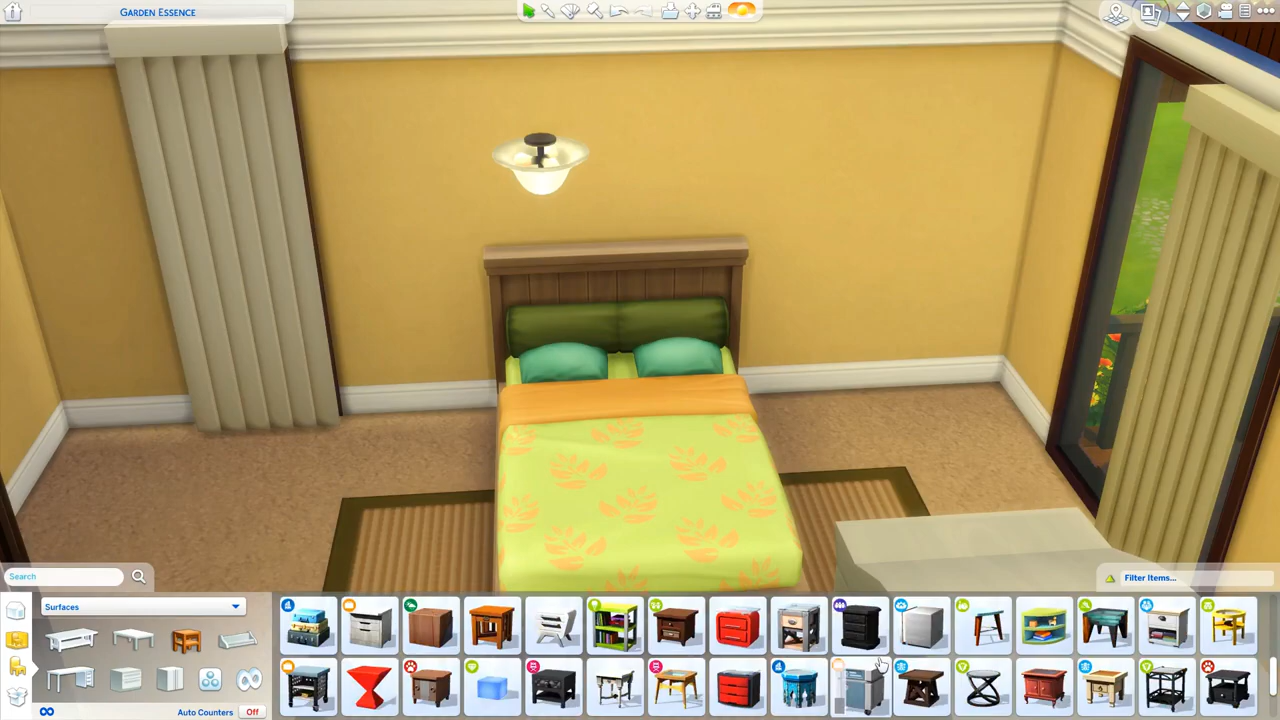 GARDEN ESSENCE
Search
Filter Items...
Surfaces
Auto Counters Off